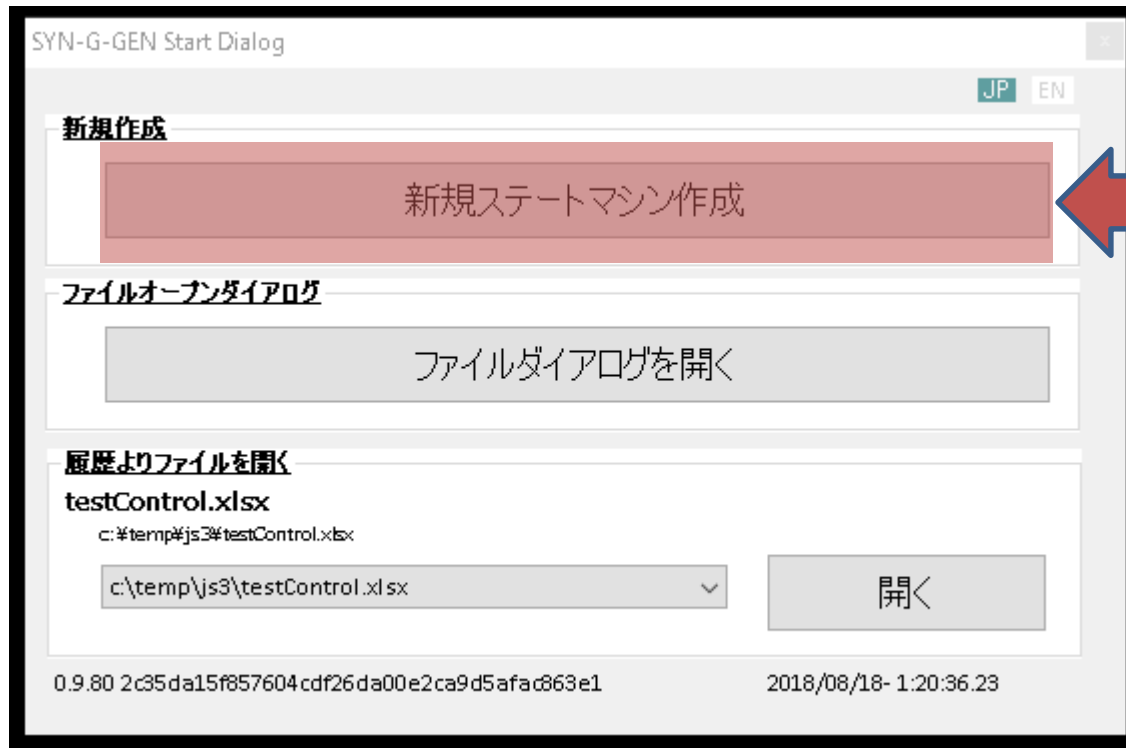 SYN-G-GEN Start Dialog
x
JP EN
新規作成
新規ステートマシン作成
ファイルオープンダイアログ
ファイルダイアログを開く
履歴よりファイルを開く
testControl.xlsx
c:¥temp¥js3¥testControl.xlsx
c:\temp\js3\testControl.xlsx
開く
0.9.80 2c35da15f857604cdf26da00e2ca9d5afac863e1 2018/08/18- 1:20:36.23